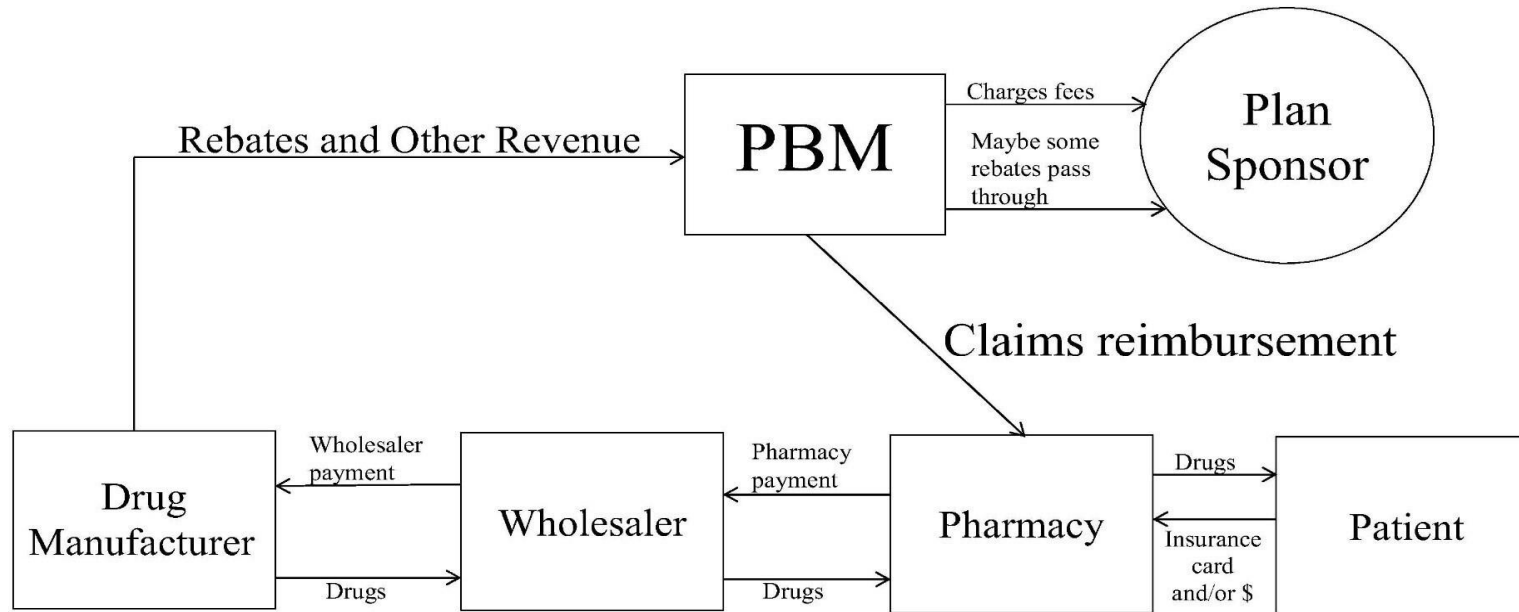 Charges fees
Rebates and Other Revenue
PBM
Maybe some
rebates pass
through
Plan
Sponsor
Claims reimbursement
Drug
Manufacturer
Wholesaler
payment
Drugs
Wholesaler
Pharmacy
payment
Drugs
Pharmacy
Drugs
Insurance
card
and/or $
Patient